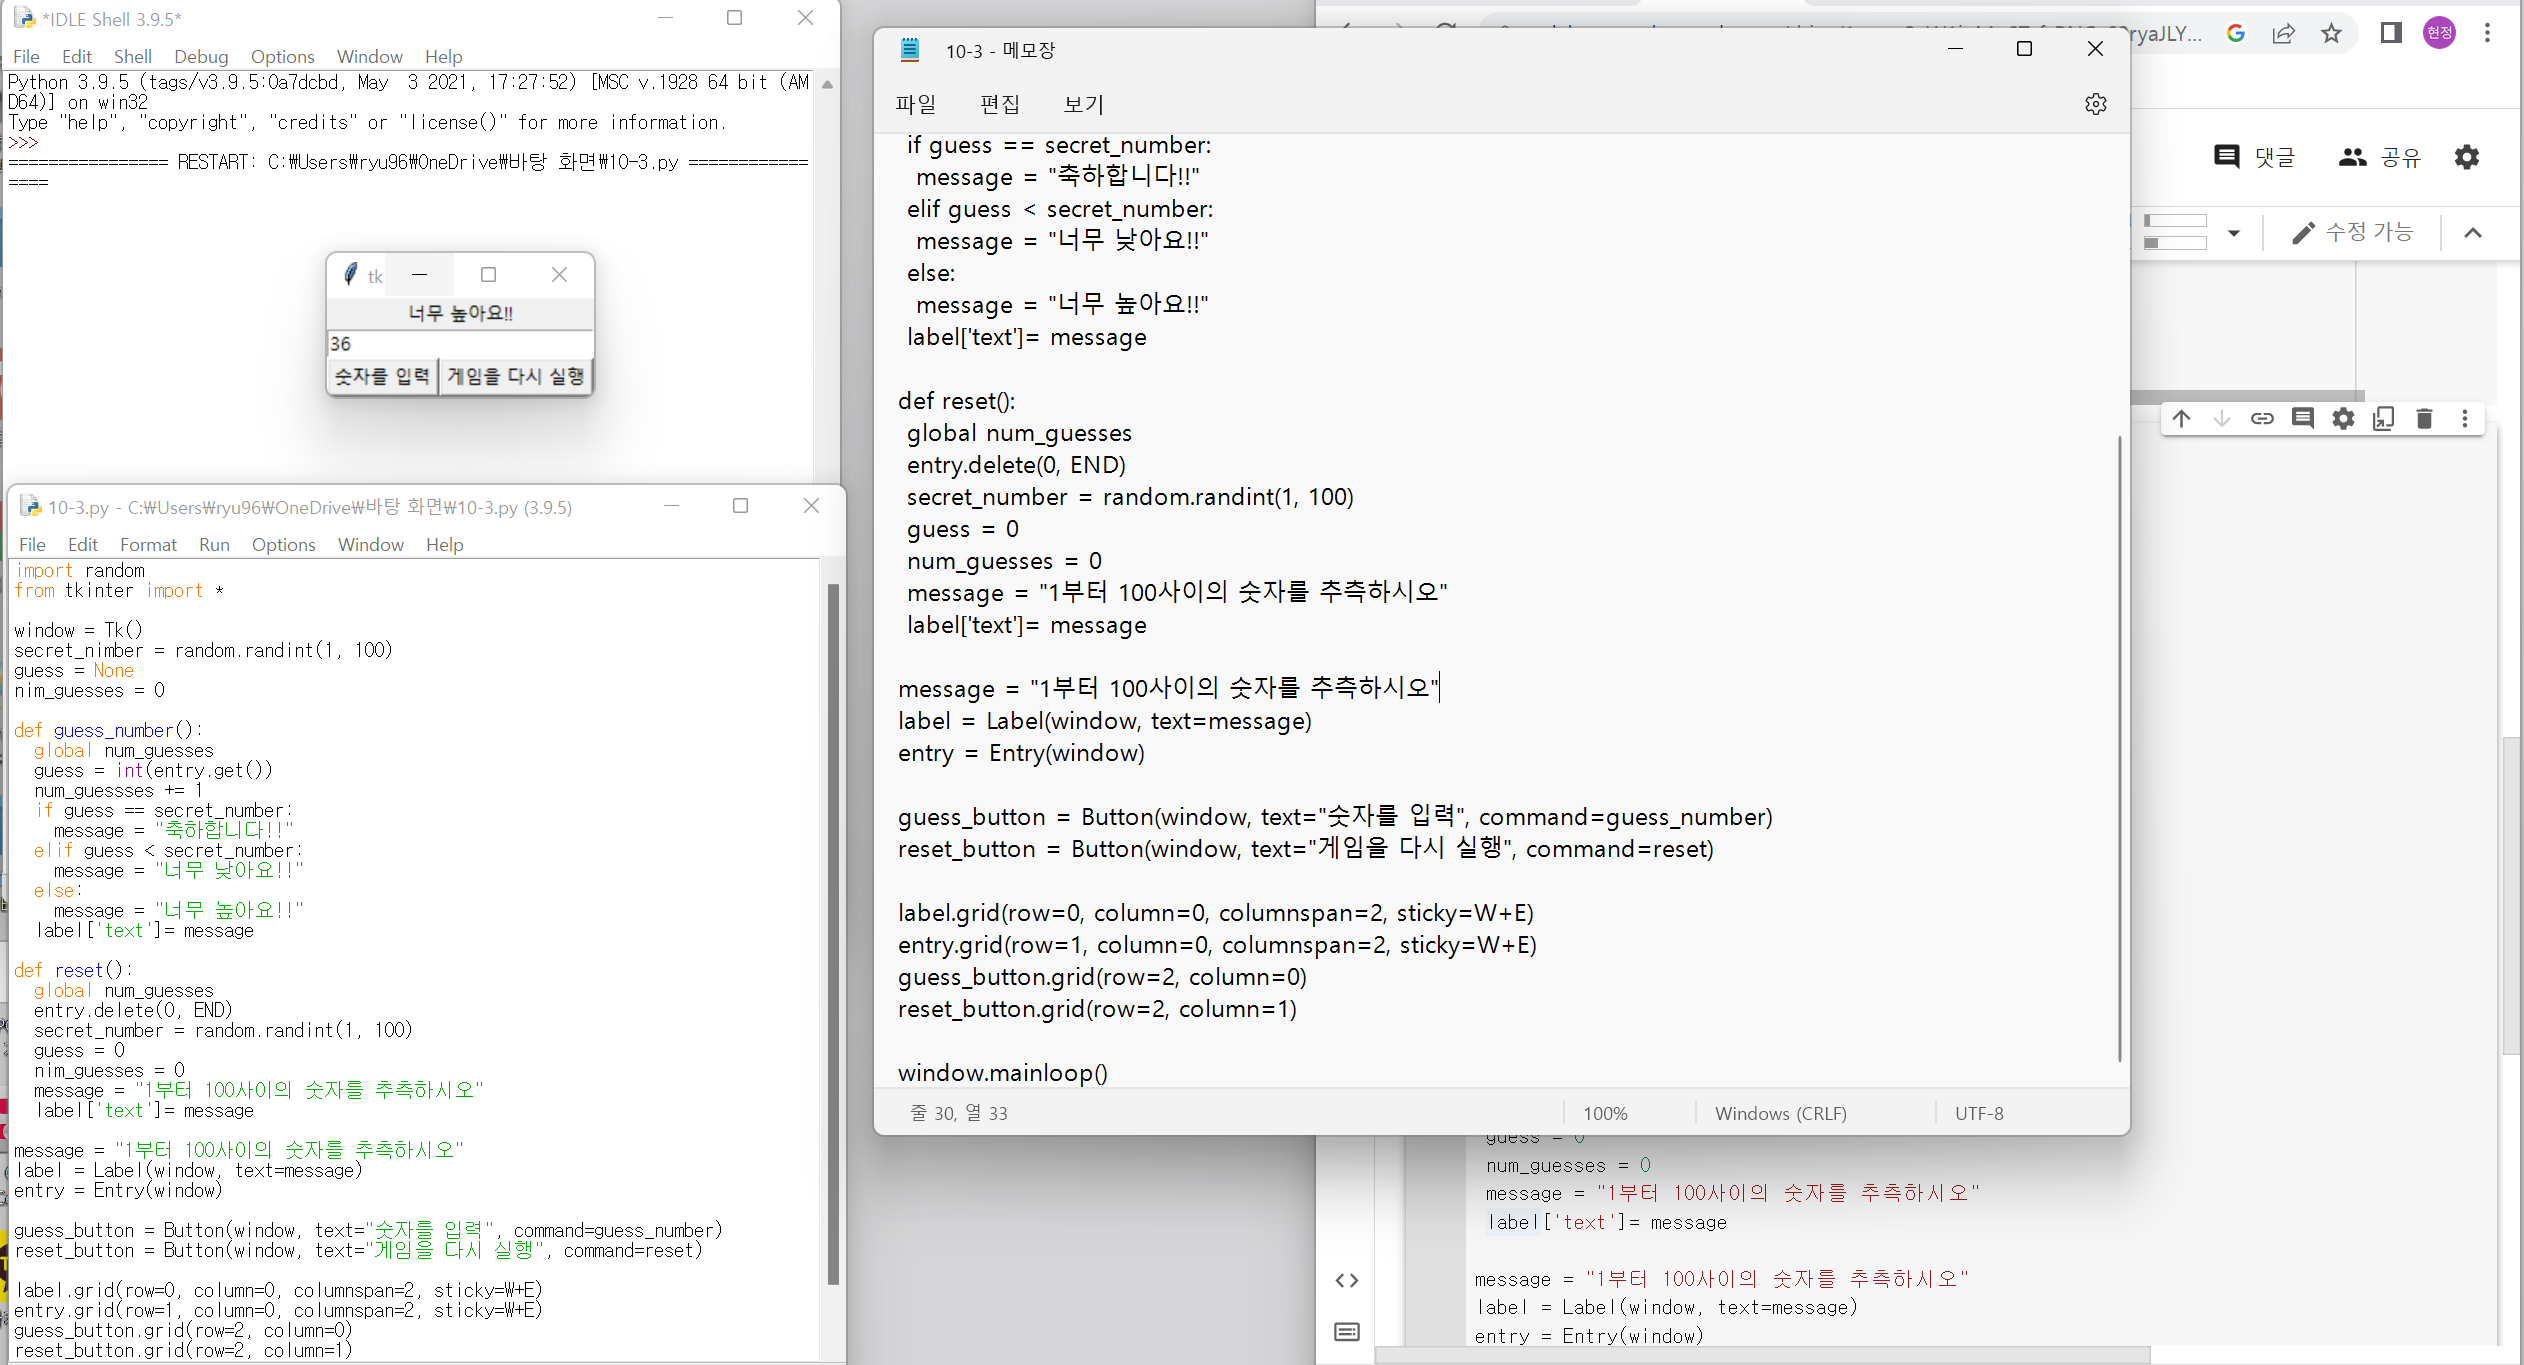 *IDLE Shell 3.9.5*
File Edit Shell Debug Options Window Help
Python 3.9.5 (tags/v3.9.5:0a7dcbd, May 3 2021, 17:27:52) [MSC v.1928 64 bit (AM
D64)] on win32
Type "help", "copyright", "credits" or "license()" for more information.
>>>
================ RESTART: C:₩Users₩ryu96₩OneDrive₩바탕 화면₩10-3.py ============
====
tk
너무 높아요!!
36
숫자를 입력 게임을 다시 실행
10-3.py - C:₩Users₩ryu96₩OneDrive₩바탕 화면₩10-3.py (3.9.5)
File Edit Format Run Options Window Help
import random
from tkinter import *
window = Tk()
secret_nimber = random.randint(1, 100)
guess = None
nim_guesses = 0
def guess_number():
global num_guesses
guess = int(entry.get())
num_guessses += 1
if guess == secret_number:
message = "축하합니다!!"
elif guess < secret_number:
message = "너무 낮아요!!"
else:
message = "너무 높아요!!"
label['text']= message
def reset():
global num_guesses
entry.delete(0, END)
secret_number = random.randint(1, 100)
guess = 0
nim_guesses = 0
message = "1부터 100사이의 숫자를 추측하시오"
label['text']= message
message = "1부터 100사이의 숫자를 추측하시오"
label = Label(window, text=message)
entry = Entry(window)
guess_button = Button(window, text="숫자를 입력", command=guess_number)
reset_button = Button(window, text="게임을 다시 실행", command=reset)
label.grid(row=0, column=0, columnspan=2, sticky=W+E)
entry.grid(row=1, column=0, columnspan=2, sticky=W+E)
guess_button.grid(row=2, column=0)
reset_button.grid(row=2, column=1)
10-3 - 메모장
파일 편집 보기
if guess == secret_number:
message = "축하합니다!!"
elif guess < secret_number:
message = "너무 낮아요!!"
else:
message = "너무 높아요!!"
label['text']= message
def reset():
global num_guesses
entry.delete(0, END)
secret_number = random.randint(1, 100)
guess = 0
num_guesses = 0
message = "1부터 100사이의 숫자를 추측하시오"
label['text']= message
message = "1부터 100사이의 숫자를 추측하시오"
label = Label(window, text=message)
entry = Entry(window)
guess_button = Button(window, text="숫자를 입력", command=guess_number)
reset_button = Button(window, text="게임을 다시 실행", command=reset)
label.grid(row=0, column=0, columnspan=2, sticky=W+E)
entry.grid(row=1, column=0, columnspan=2, sticky=W+E)
guess_button.grid(row=2, column=0)
reset_button.grid(row=2, column=1)
window.mainloop()
줄 30, 열 33 100% Windows (CRLF) UTF-8
ryaJLY... 현정
댓글 공유
수정 가능
guess = 0
num_guesses = 0
message = "1부터 100사이의 숫자를 추측하시오"
label['text']= message
message = "1부터 100사이의 숫자를 추측하시오"
label = Label(window, text=message)
entry = Entry(window)